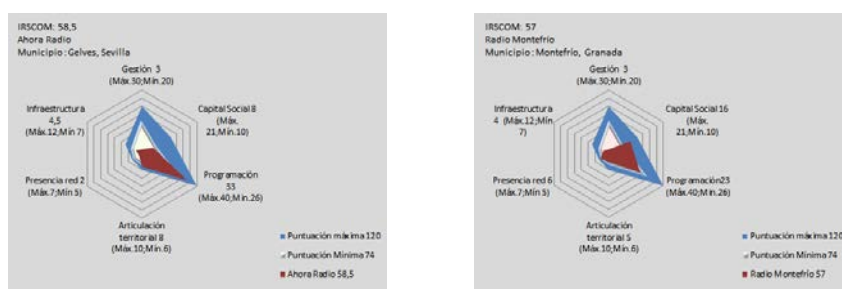 IRSCOM: 58,5
Ahora Radio
Municipio: Gelves, Sevilla
Gestión 3
(Máx.30;Mín.20)
Capital Social 8
(Máx.
21;Mín.10)
Programación
33
(Máx.40;Mín.26)
Articulación
territorial 8
(Máx.10;Mín.6)
Presencia red 2
(Máx.7;Mín 5)
Infraestructura
4,5
(Máx.12;Mín 7)
Puntuación máxima 120
Puntuación Mínima 74
Ahora Radio 58,5
IRSCOM: 57
Radio Montefrío
Municipio: Montefrío, Granada
Gestión 3
(Máx.30;Mín.20)
Capital Social 16
(Máx.
21;Mín.10)
Programación23
(Máx.40;Mín.26)
Articulación
territorial 5
(Máx.10;Mín.6)
Presencia red 6
(Máx.7;Mín 5)
Infraestructura
4 (Máx.12;Mín.
7)
Puntuación máxima 120
Puntuación Mínima 74
Radio Montefrío 57